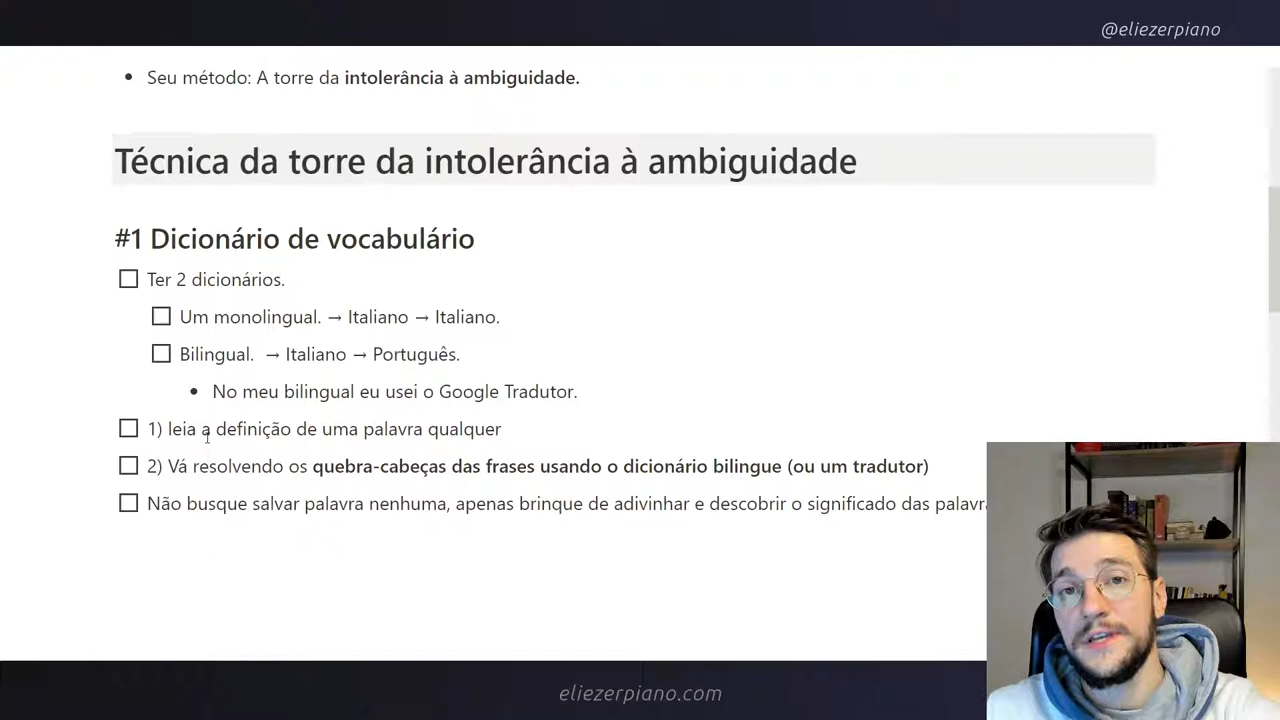 @eliezerpiano
• Seu método: A torre da intolerância à ambiguidade.
Técnica da torre da intolerância à ambiguidade
#1 Dicionário de vocabulário
Ter 2 dicionários.
Um monolingual. → Italiano → Italiano.
Bilingual. → Italiano → Português.
• No meu bilingual eu usei o Google Tradutor.
1) leia a definição de uma palavra qualquer
2) Vá resolvendo os quebra-cabeças das frases usando o dicionário bilingue (ou um tradutor)
Não busque salvar palavra nenhuma, apenas brinque de adivinhar e descobrir o significado das
eliezerpiano.com